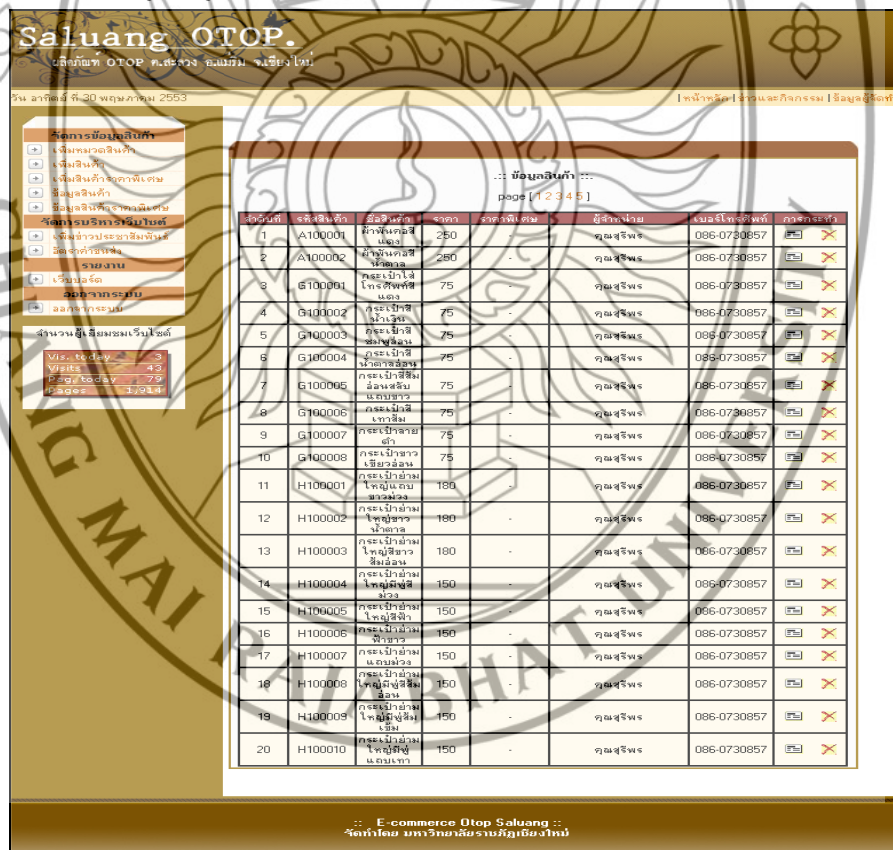 Saluang OTOP.
ผลิตภัณฑ์ OTOP ต.สะลวง อ.แม่ริม จ.เชียงใหม่
วัน อาทิตย์ ที่ 30 พฤษภาคม 2553
| หน้าหลัก | ข่าวและกิจกรรม | ข้อมูลผู้จัดทำ
จัดการข้อมูลสินค้า
เพิ่มหมวดสินค้า
เพิ่มสินค้า
เพิ่มสินค้าราคาพิเศษ
ข้อมูลสินค้า
ข้อมูลสินค้าราคาพิเศษ
จัดการบริหารเว็บไซต์
เพิ่มข่าวประชาสัมพันธ์
อัตราค่าขนส่ง
รายงาน
เว็บบอร์ด
ออกจากระบบ
ออกจากระบบ
จำนวนผู้เยี่ยมชมเว็บไซต์
Vis. today 3
Visits 43
Pag. today 79
Pages 1,914
.:: ข้อมูลสินค้า ::.
page [ 1 2 3 4 5 ]
ลำดับที่ รหัสสินค้า ชื่อสินค้า ราคา ราคาพิเศษ ผู้จำหน่าย เบอร์โทรศัพท์ การกระทำ
1 A100001 ผ้าพันคอสีแดง 250 - คุณสุรีพร 086-0730857
2 A100002 ผ้าพันคอสีน้ำตาล 250 - คุณสุรีพร 086-0730857
3 G100001 กระเป๋าใส่โทรศัพท์สีแดง 75 - คุณสุรีพร 086-0730857
4 G100002 กระเป๋าสีน้ำเงิน 75 - คุณสุรีพร 086-0730857
5 G100003 กระเป๋าสีชมพูอ่อน 75 - คุณสุรีพร 086-0730857
6 G100004 กระเป๋าสีน้ำตาลอ่อน 75 - คุณสุรีพร 086-0730857
7 G100005 กระเป๋าสีส้มอ่อนสลับแถบขาว 75 - คุณสุรีพร 086-0730857
8 G100006 กระเป๋าสีเทาส้ม 75 - คุณสุรีพร 086-0730857
9 G100007 กระเป๋าลายดำ 75 - คุณสุรีพร 086-0730857
10 G100008 กระเป๋าขาวเขียวอ่อน 75 - คุณสุรีพร 086-0730857
11 H100001 กระเป๋าย่ามใหญ่แถบขาวม่วง 180 - คุณสุรีพร 086-0730857
12 H100002 กระเป๋าย่ามใหญ่ขาวน้ำตาล 180 - คุณสุรีพร 086-0730857
13 H100003 กระเป๋าย่ามใหญ่สีขาวส้มอ่อน 180 - คุณสุรีพร 086-0730857
14 H100004 กระเป๋าย่ามใหญ่มีพู่สีม่วง 150 - คุณสุรีพร 086-0730857
15 H100005 กระเป๋าย่ามใหญ่สีฟ้า 150 - คุณสุรีพร 086-0730857
16 H100006 กระเป๋าย่ามฟ้าขาว 150 - คุณสุรีพร 086-0730857
17 H100007 กระเป๋าย่ามแถบม่วง 150 - คุณสุรีพร 086-0730857
18 H100008 กระเป๋าย่ามใหญ่มีพู่สีส้มอ่อน 150 - คุณสุรีพร 086-0730857
19 H100009 กระเป๋าย่ามใหญ่มีพู่ส้มเข้ม 150 - คุณสุรีพร 086-0730857
20 H100010 กระเป๋าย่ามใหญ่มีพู่แถบเทา 150 - คุณสุรีพร 086-0730857
:: E-commerce Otop Saluang ::
จัดทำโดย มหาวิทยาลัยราชภัฏเชียงใหม่
CHIANG MAI RAJABHAT UNIVERSITY